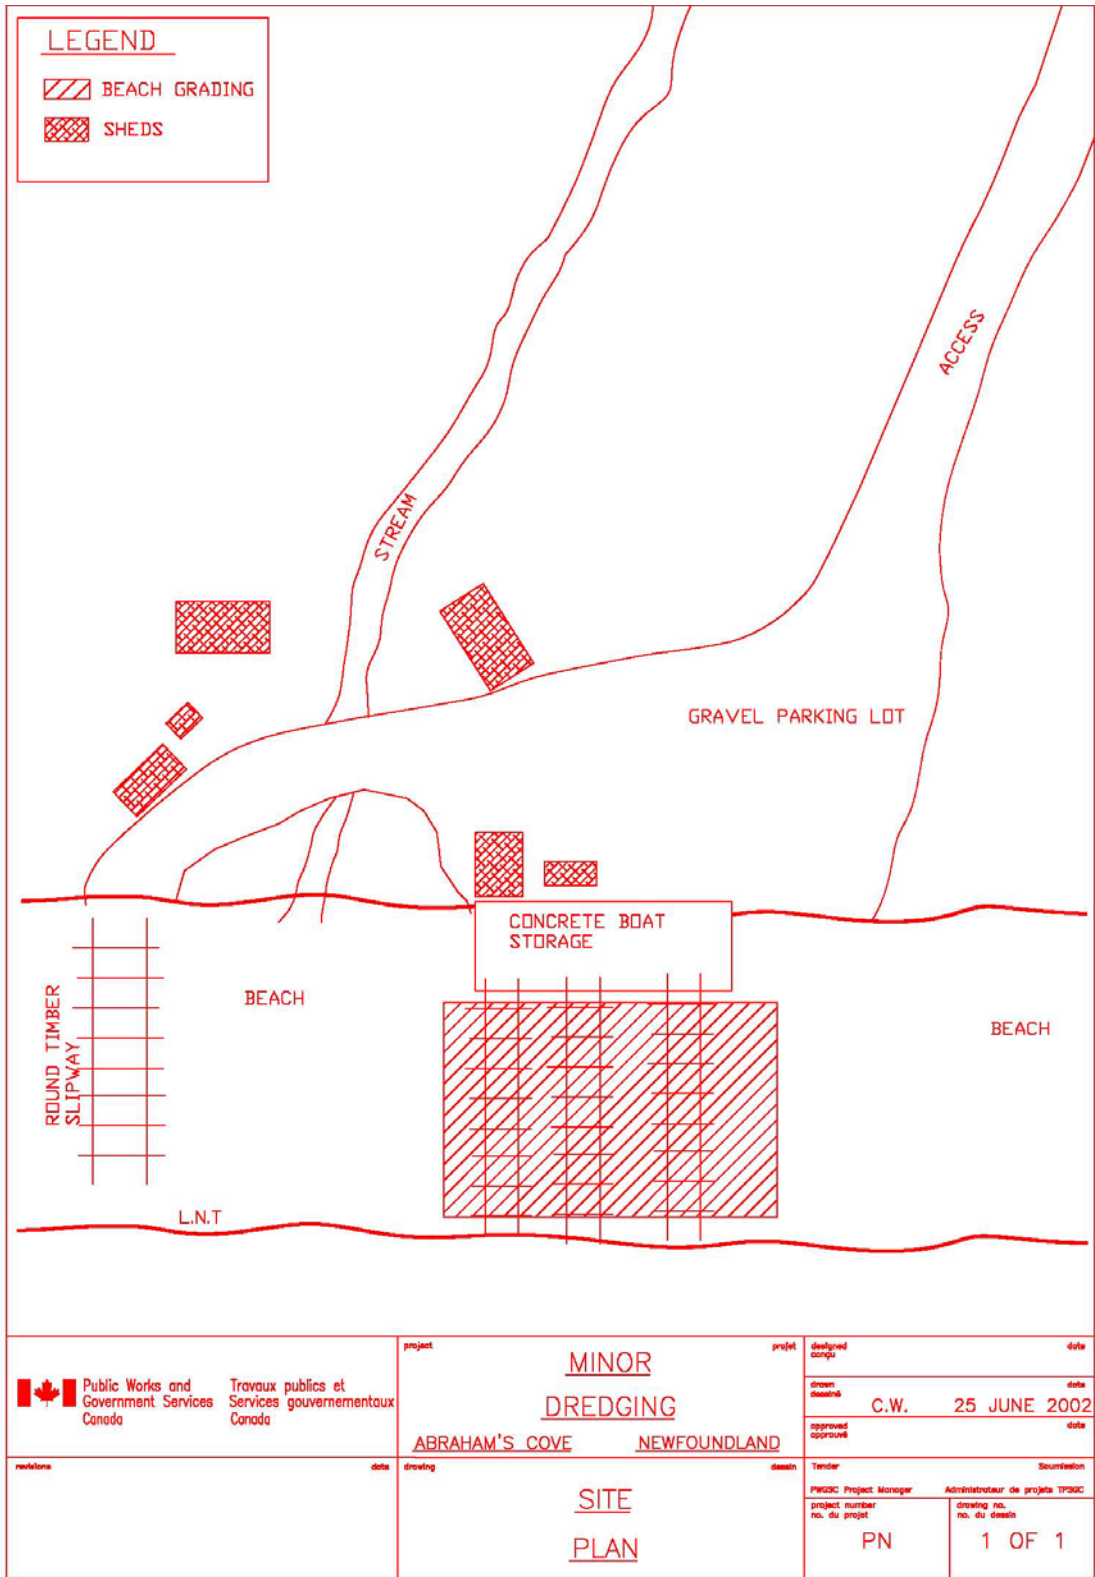 LEGEND
BEACH GRADING
SHEDS
ACCESS
STREAM
GRAVEL PARKING LOT
CONCRETE BOAT
STORAGE
BEACH
BEACH
ROUND TIMBER
SLIPWAY
L.N.T
Public Works and
Government Services
Canada
Travaux publics et
Services gouvernementaux
Canada
project projet
MINOR
DREDGING
ABRAHAM'S COVE NEWFOUNDLAND
designed date
conçu
drawn date
dessiné
C.W. 25 JUNE 2002
approved date
approuvé
revisions date
drawing dessin
SITE
PLAN
Tender Soumission
PWGSC Project Manager Administrateur de projets TPSGC
project number
no. du projet
PN
drawing no.
no. du dessin
1 OF 1